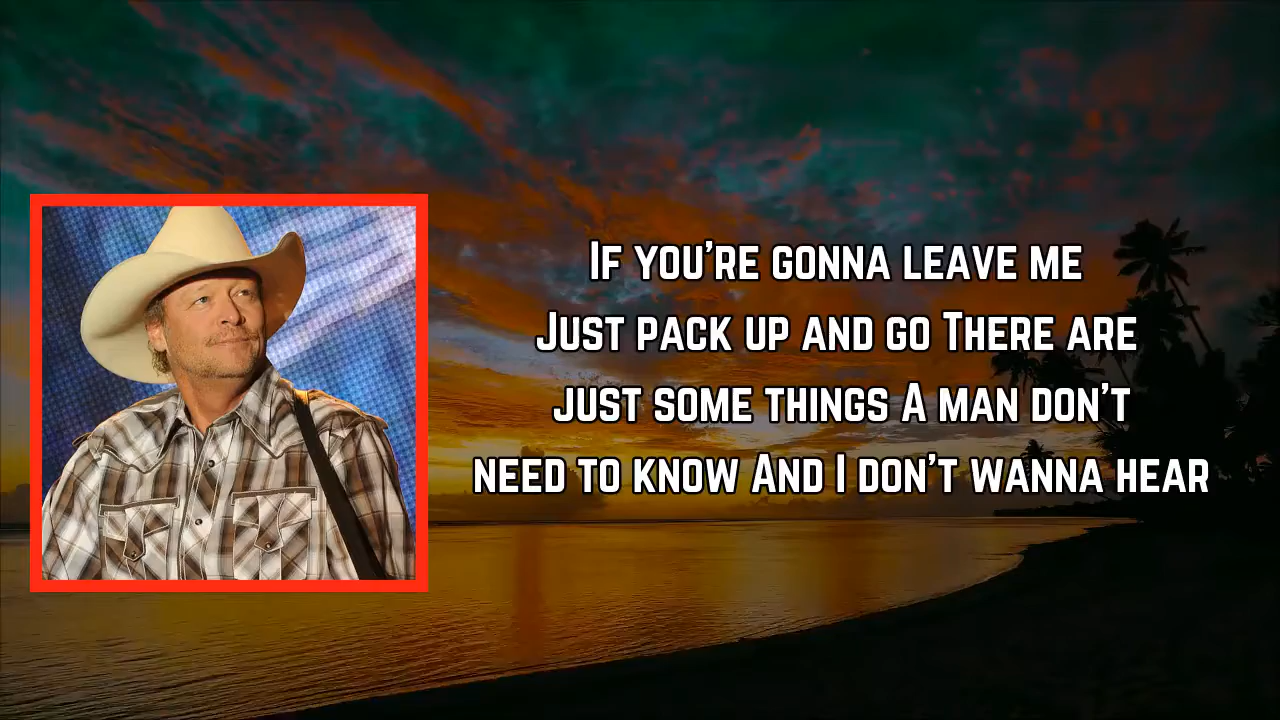 If you're gonna leave me
Just pack up and go There are
just some things A man don't
need to know And I don't wanna hear